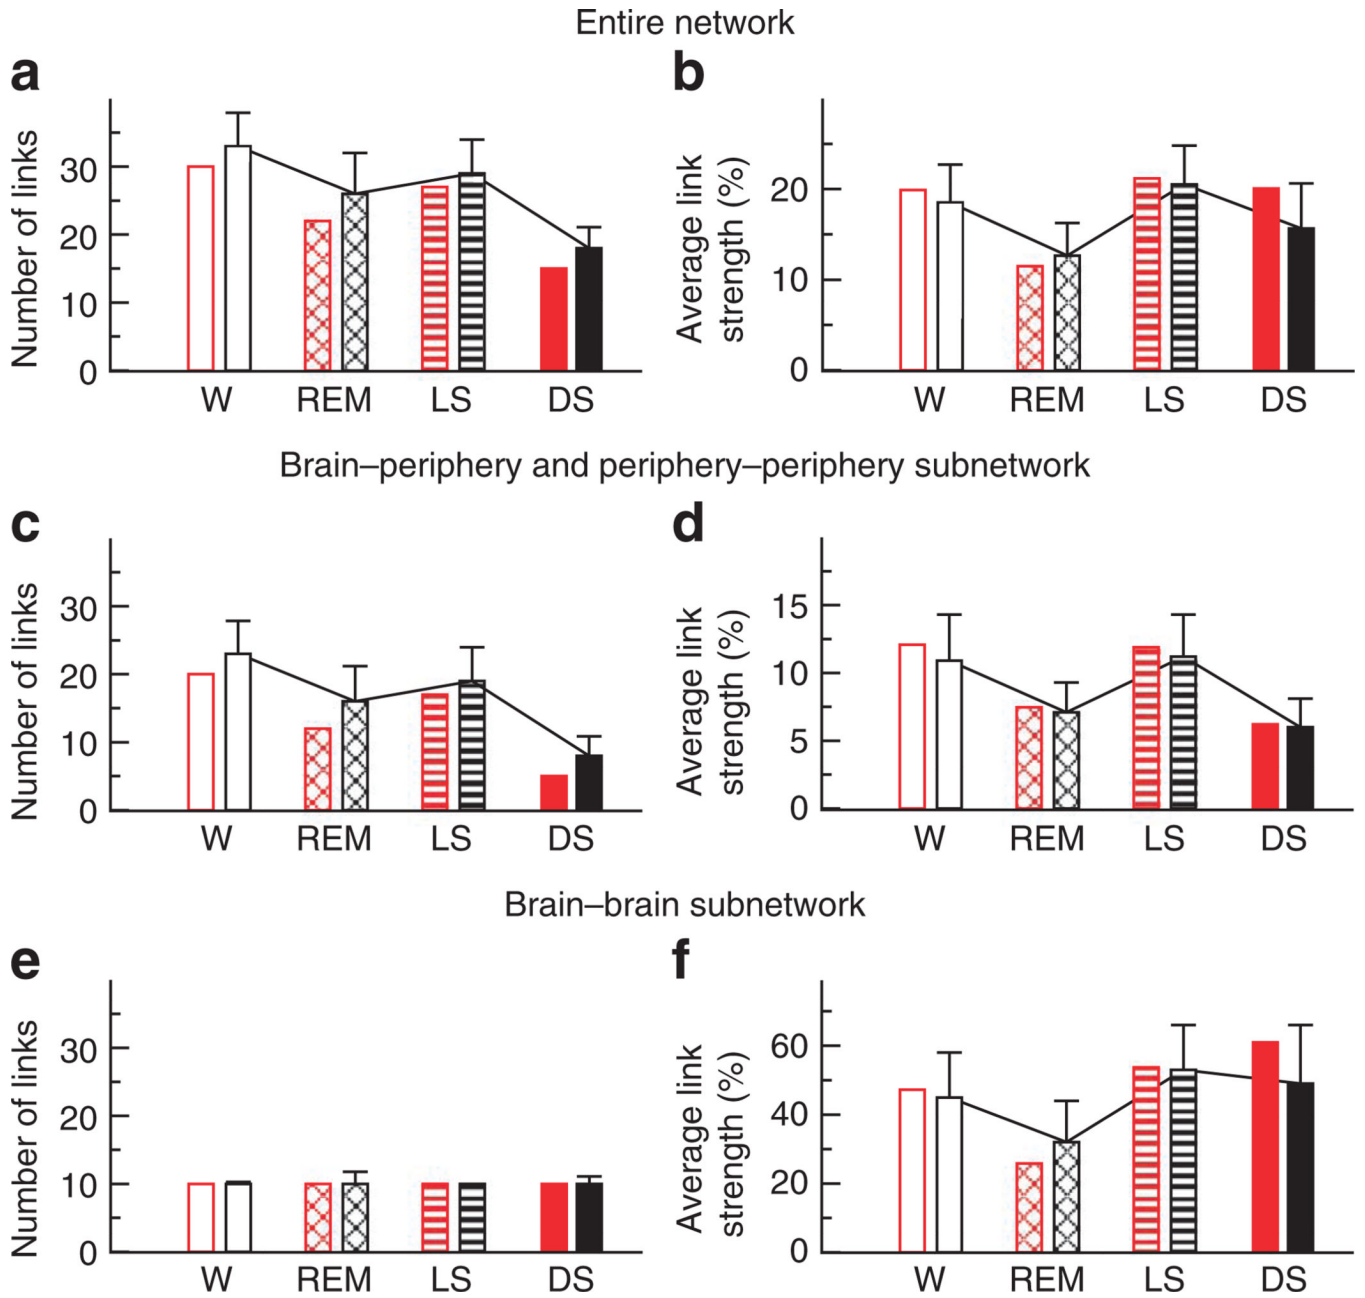 Entire network
a
b
Number of links
30
20
10
0
W REM LS DS
Average link
strength (%)
20
10
0
W REM LS DS
Brain–periphery and periphery–periphery subnetwork
c
d
Number of links
30
20
10
0
W REM LS DS
Average link
strength (%)
15
10
5
0
W REM LS DS
Brain–brain subnetwork
e
f
Number of links
30
20
10
0
W REM LS DS
Average link
strength (%)
60
40
20
0
W REM LS DS